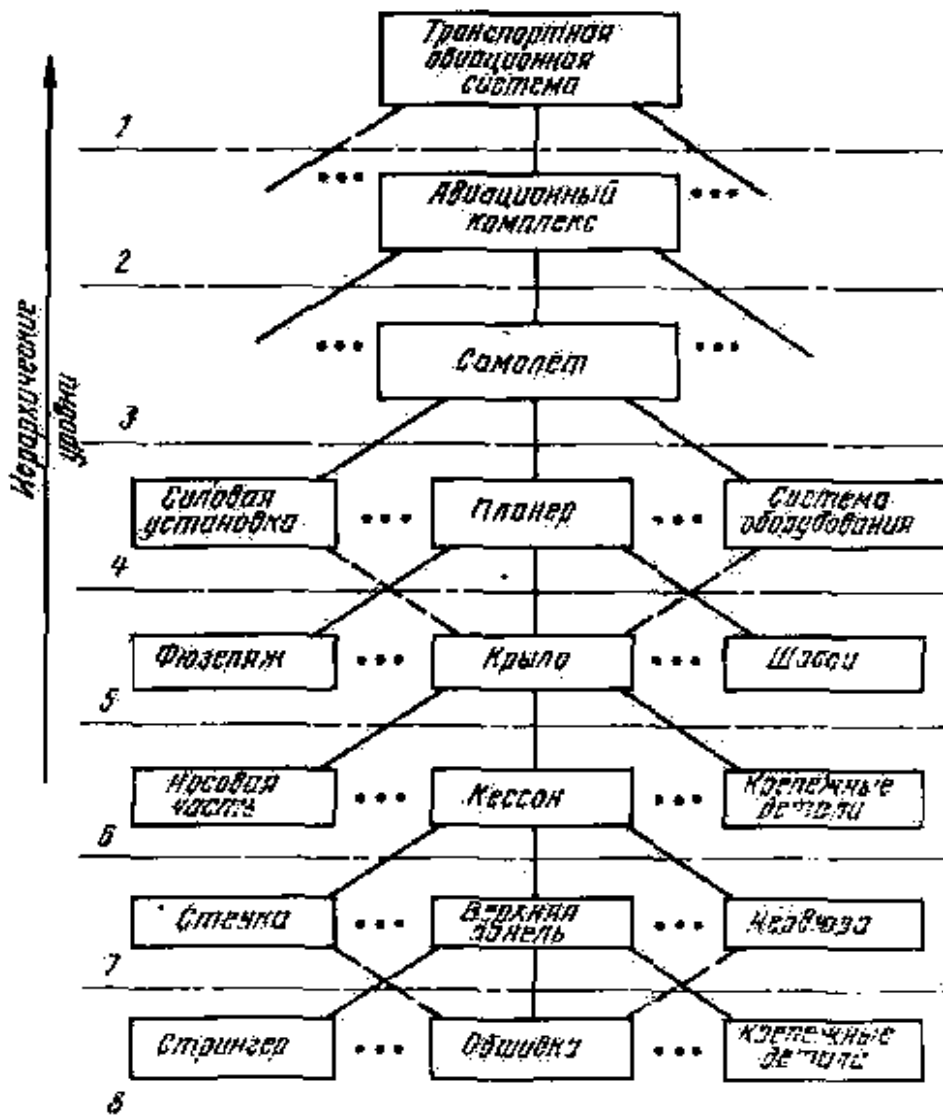 Транспортная
авиационная
система
1
Авиационный
комплекс
2
Самолёт
3
Иерархические
уровни
Силовая
установка
Планер
Система
оборудования
4
Фюзеляж
Крыло
Шасси
5
Носовая
часть
Кессон
Крепёжные
детали
6
Стенка
Верхняя
панель
Нервюра
7
Стрингер
Обшивка
Крепежные
детали
8